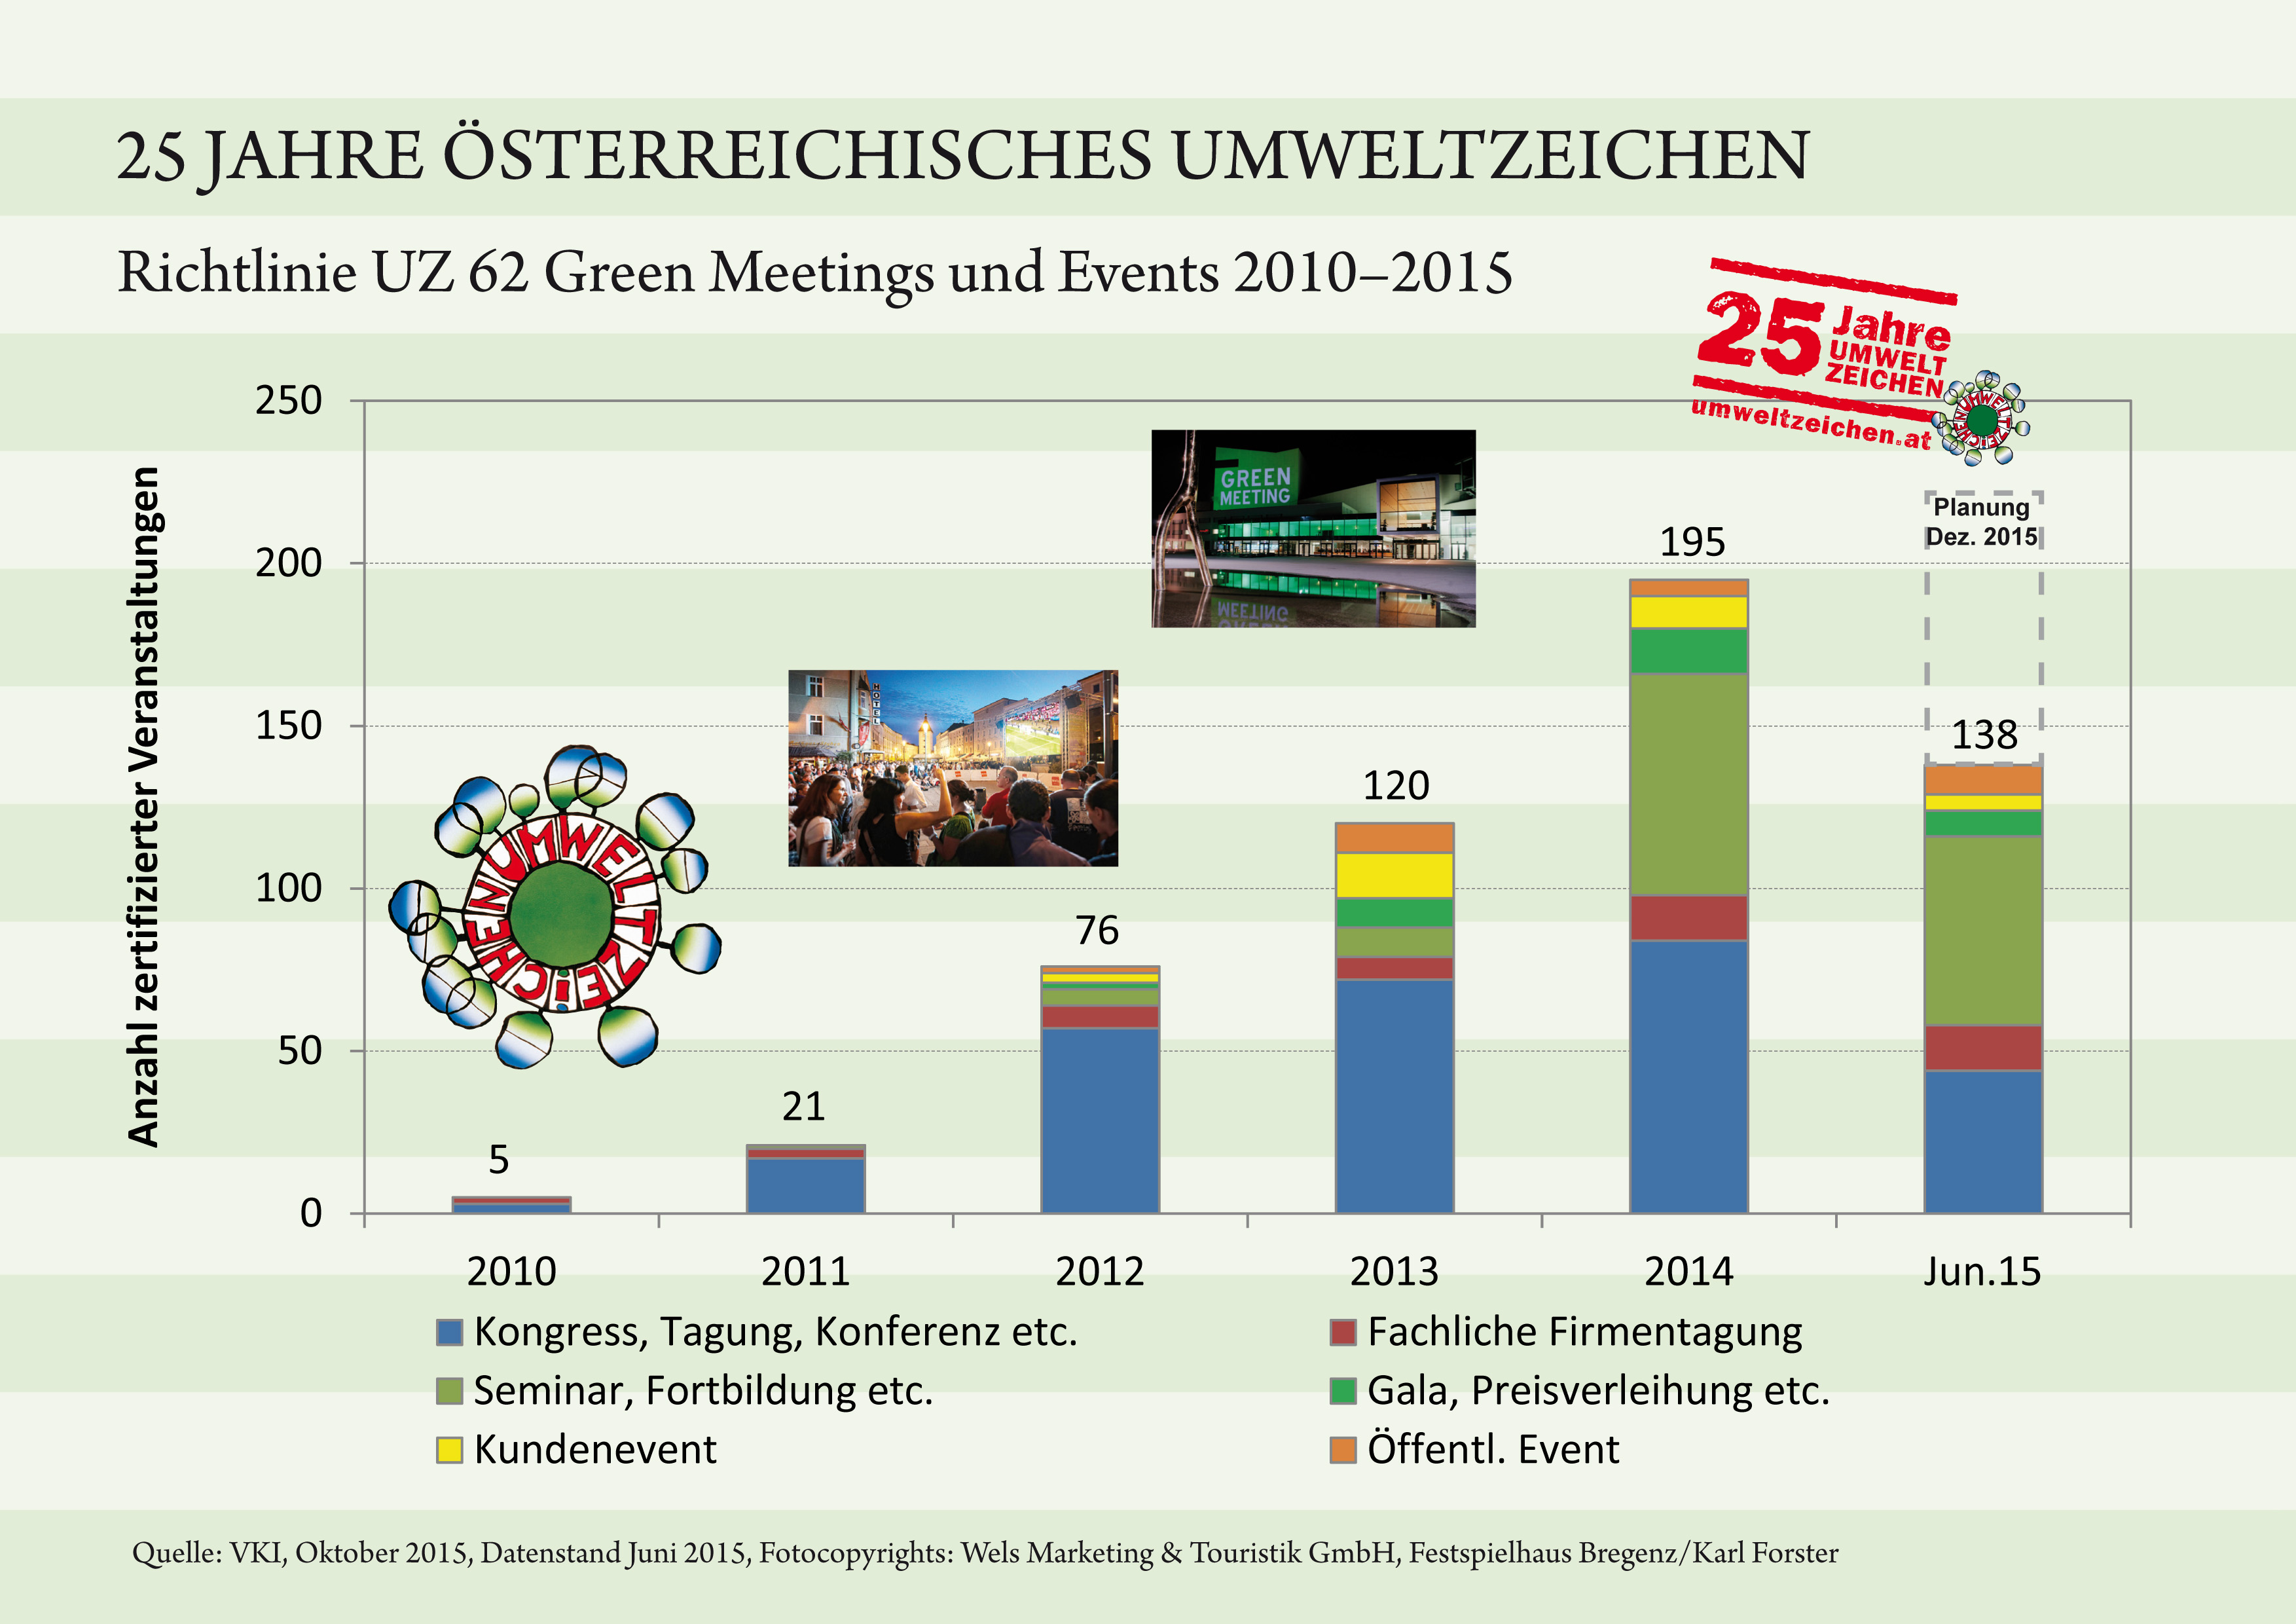 25 JAHRE ÖSTERREICHISCHES UMWELTZEICHEN
Richtlinie UZ 62 Green Meetings und Events 2010–2015
25 Jahre
UMWELT
ZEICHEN
umweltzeichen.at
UMWELTZEICHEN
Anzahl zertifizierter Veranstaltungen
250
200
150
100
50
0
GREEN
MEETING
HOTEL
UMWELTZEICHEN
Planung
Dez. 2015
5
21
76
120
195
138
2010
2011
2012
2013
2014
Jun.15
Kongress, Tagung, Konferenz etc.
Fachliche Firmentagung
Seminar, Fortbildung etc.
Gala, Preisverleihung etc.
Kundenevent
Öffentl. Event
Quelle: VKI, Oktober 2015, Datenstand Juni 2015, Fotocopyrights: Wels Marketing & Touristik GmbH, Festspielhaus Bregenz/Karl Forster